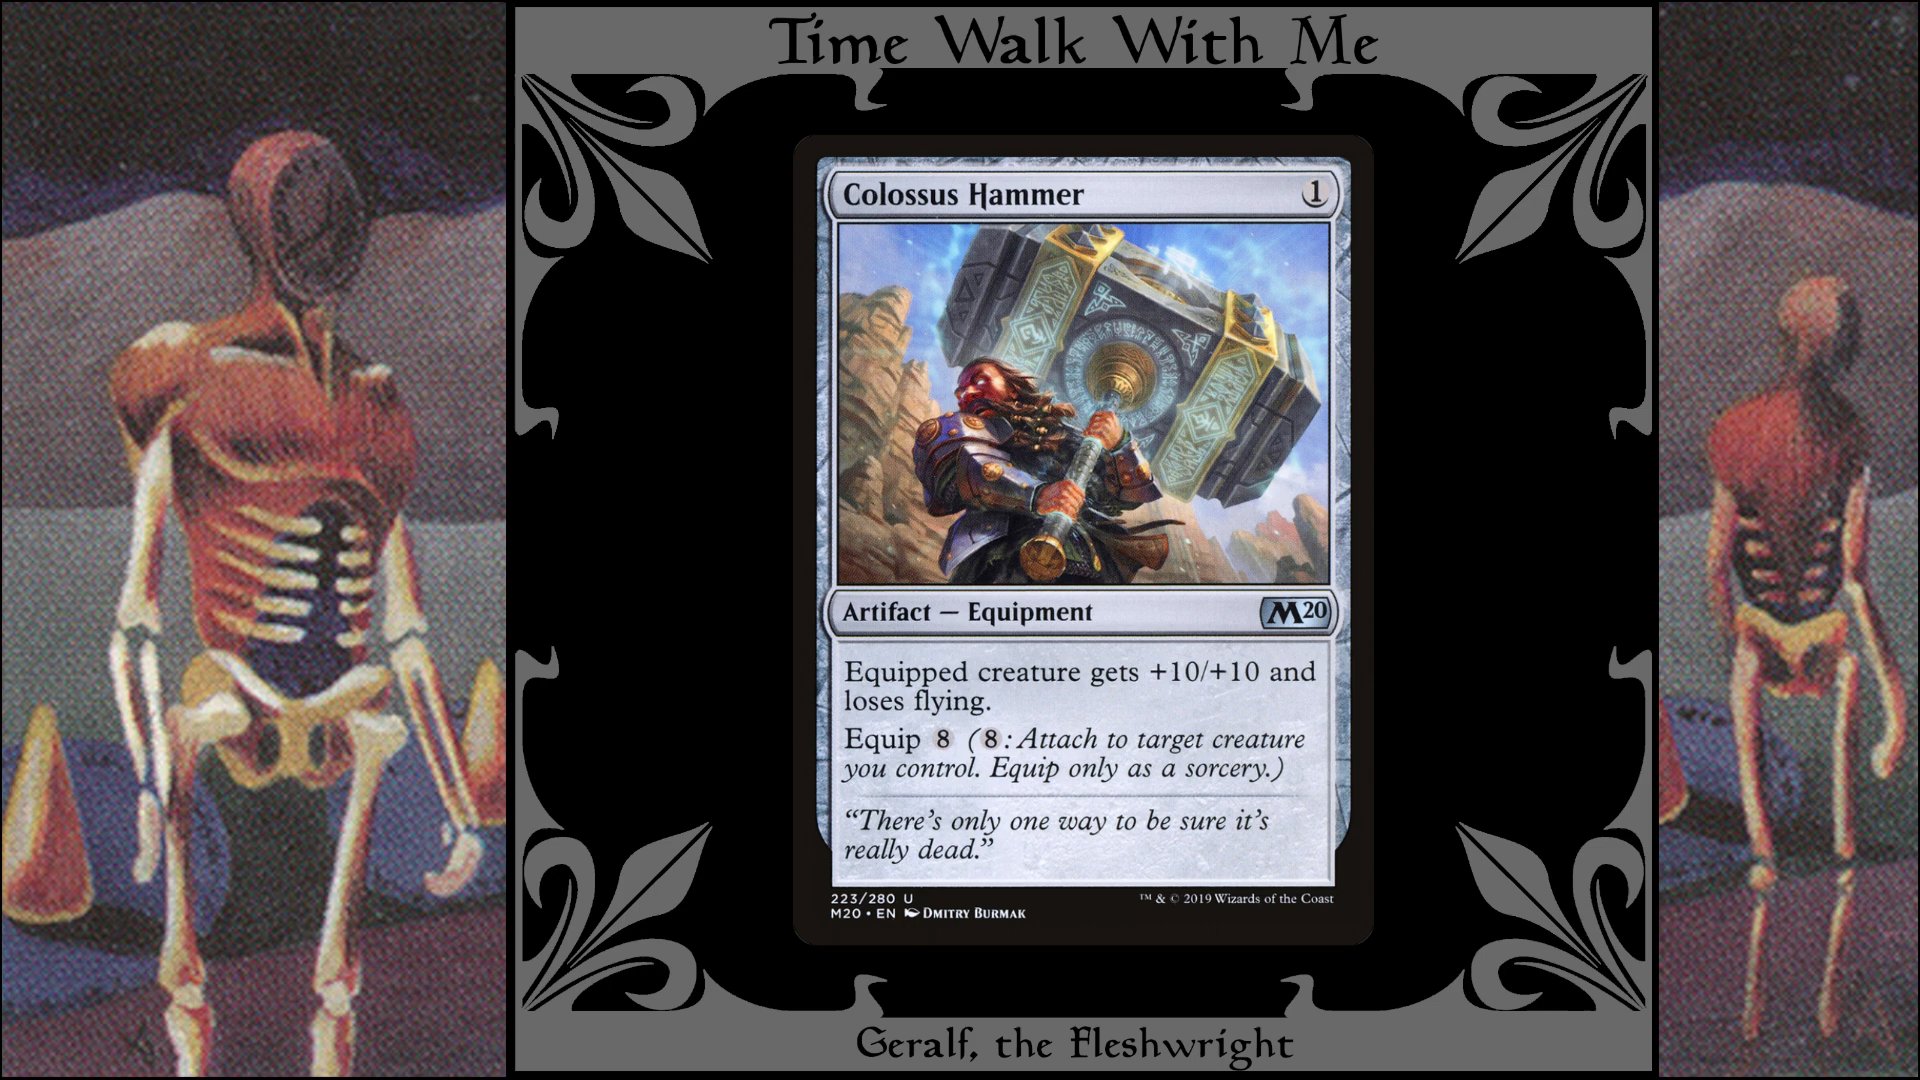 Time Walk With Me
Colossus Hammer 1
Artifact — Equipment M20
Equipped creature gets +10/+10 and
loses flying.
Equip 8 (8: Attach to target creature
you control. Equip only as a sorcery.)
“There’s only one way to be sure it’s
really dead.”
223/280 U
M20 • EN Dmitry Burmak
™ & © 2019 Wizards of the Coast
Geralf, the Fleshwright